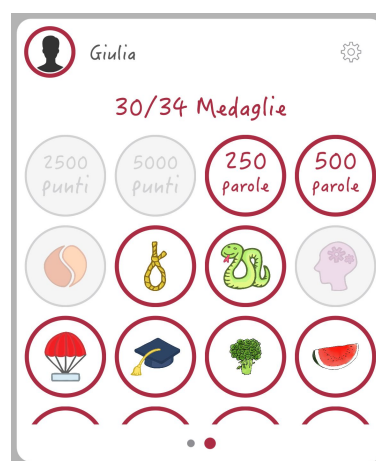 Giulia
30/34 Medaglie
2500 punti
5000 punti
250 parole
500 parole